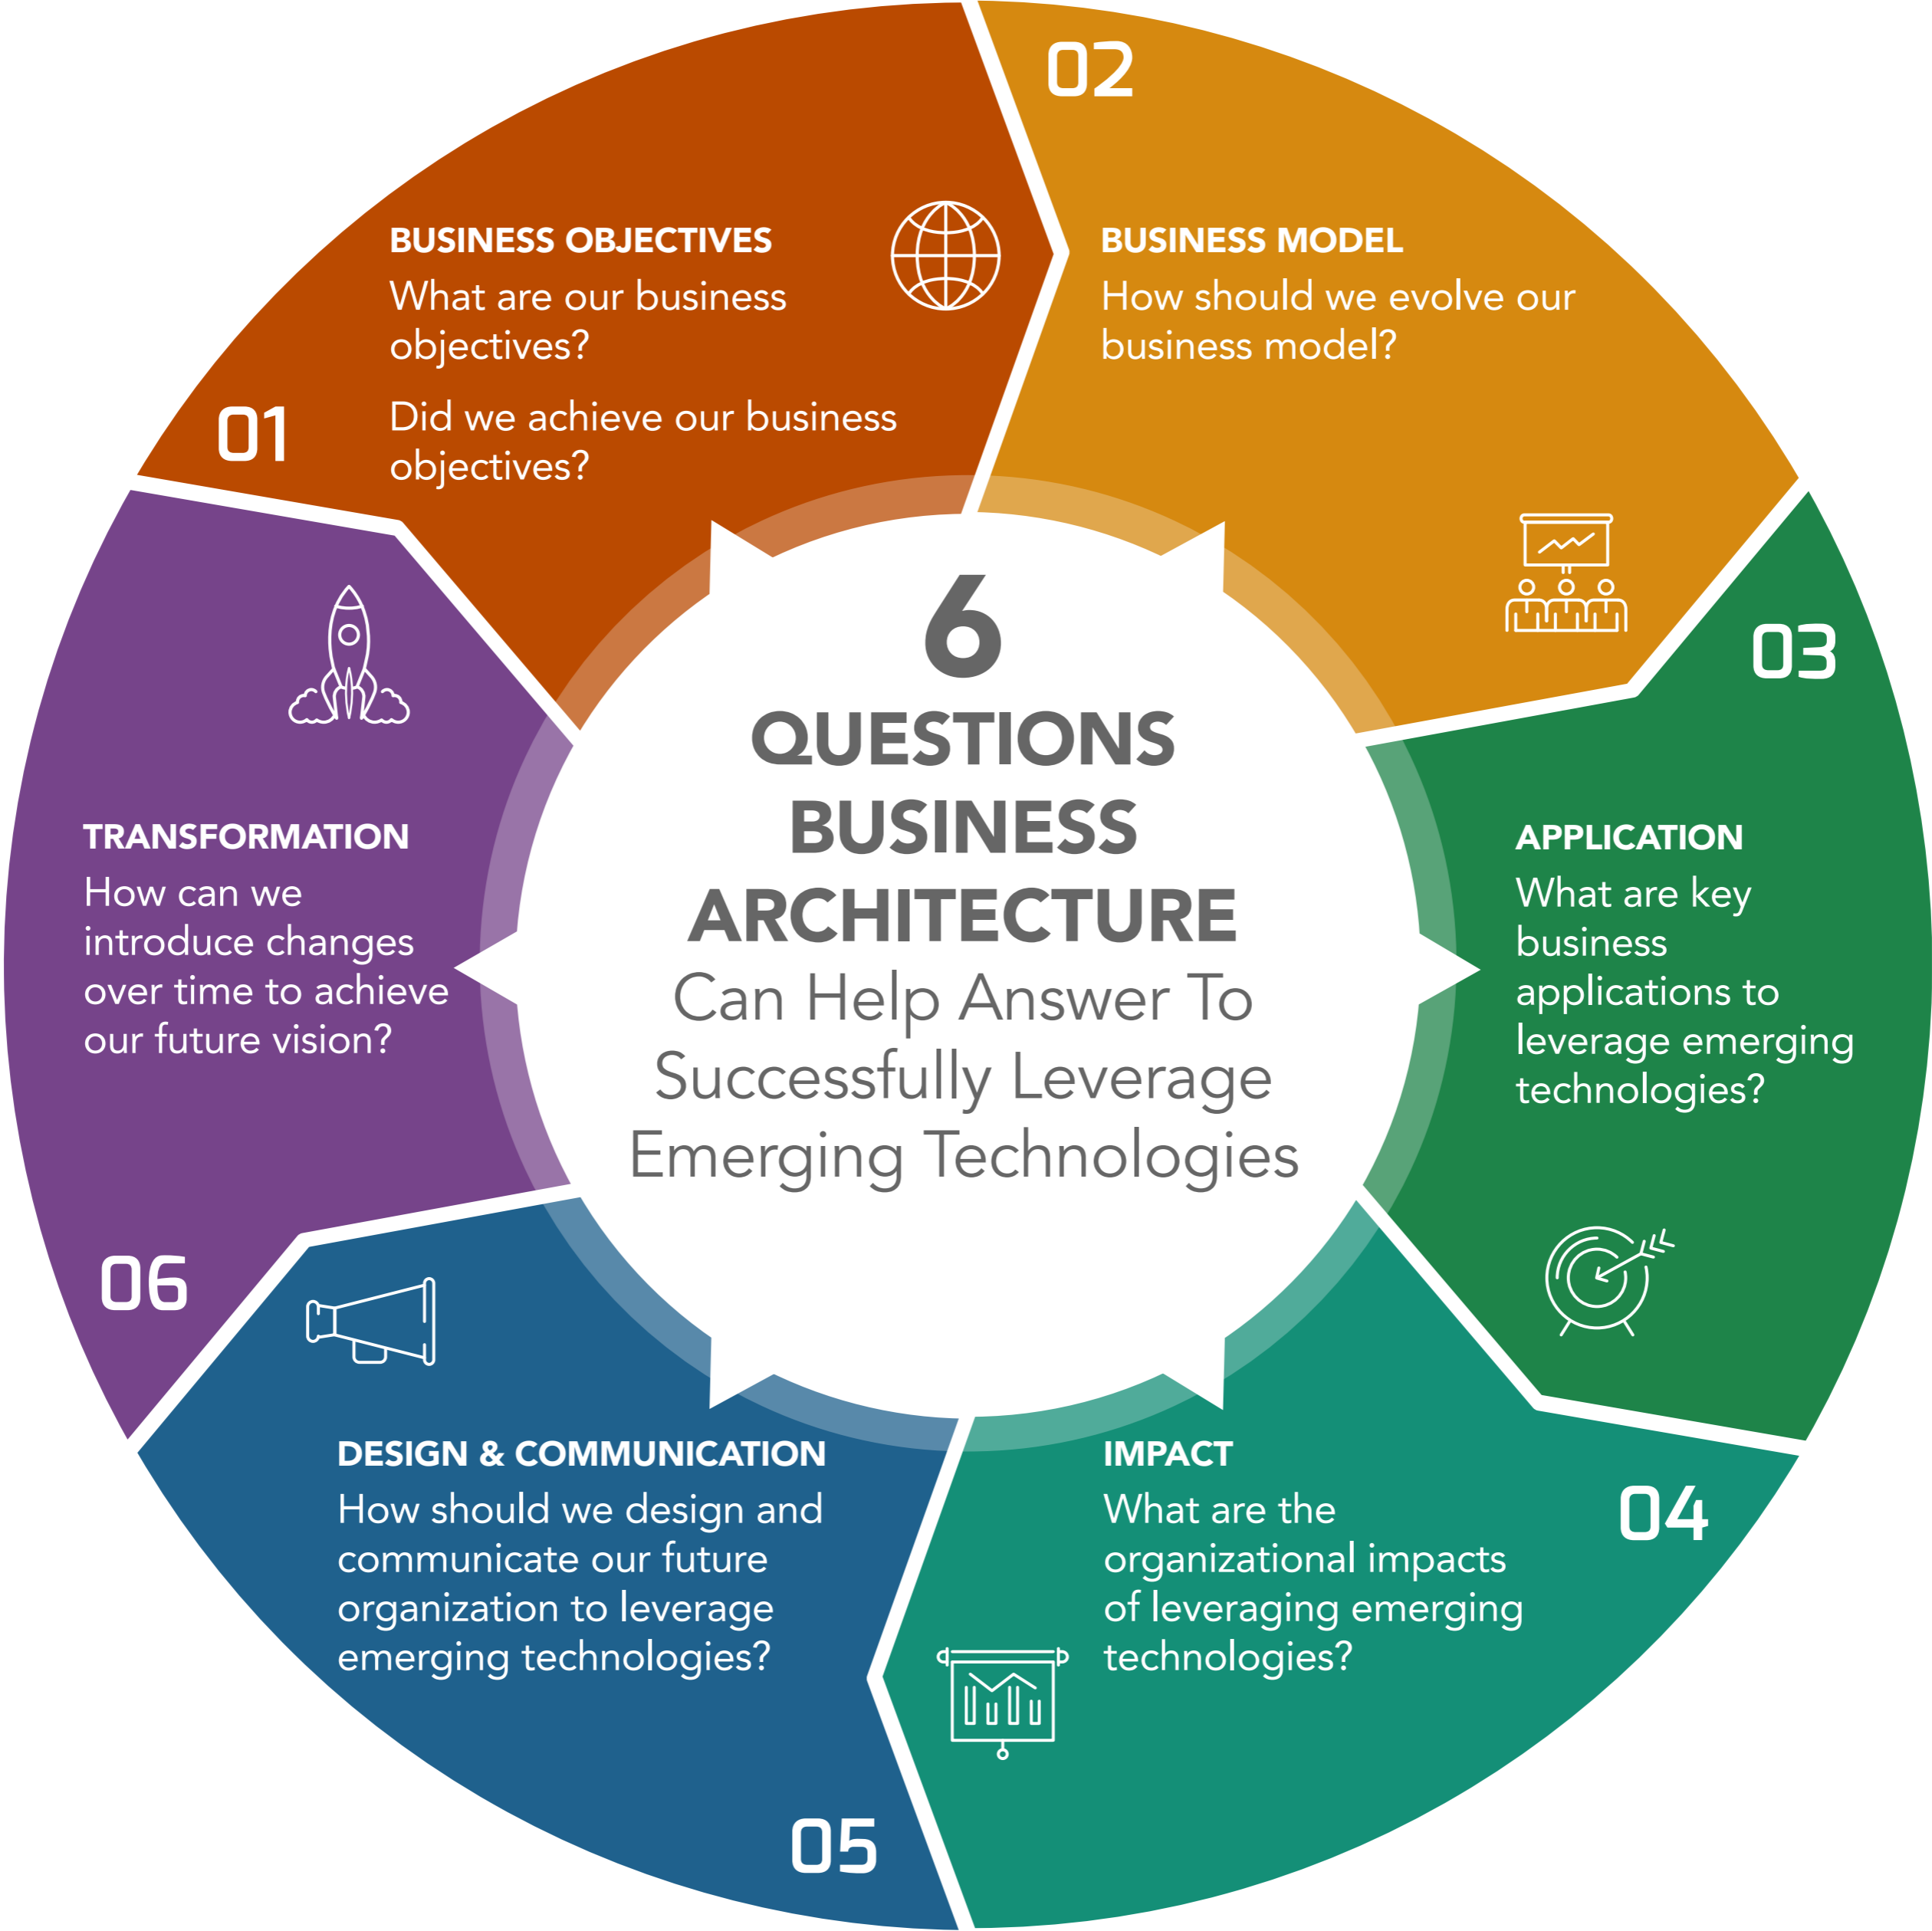 6
QUESTIONS
BUSINESS
ARCHITECTURE
Can Help Answer To
Successfully Leverage
Emerging Technologies
01
BUSINESS OBJECTIVES
What are our business
objectives?
Did we achieve our business
objectives?
02
BUSINESS MODEL
How should we evolve our
business model?
03
APPLICATION
What are key
business
applications to
leverage emerging
technologies?
04
IMPACT
What are the
organizational impacts
of leveraging emerging
technologies?
05
DESIGN & COMMUNICATION
How should we design and
communicate our future
organization to leverage
emerging technologies?
06
TRANSFORMATION
How can we
introduce changes
over time to achieve
our future vision?